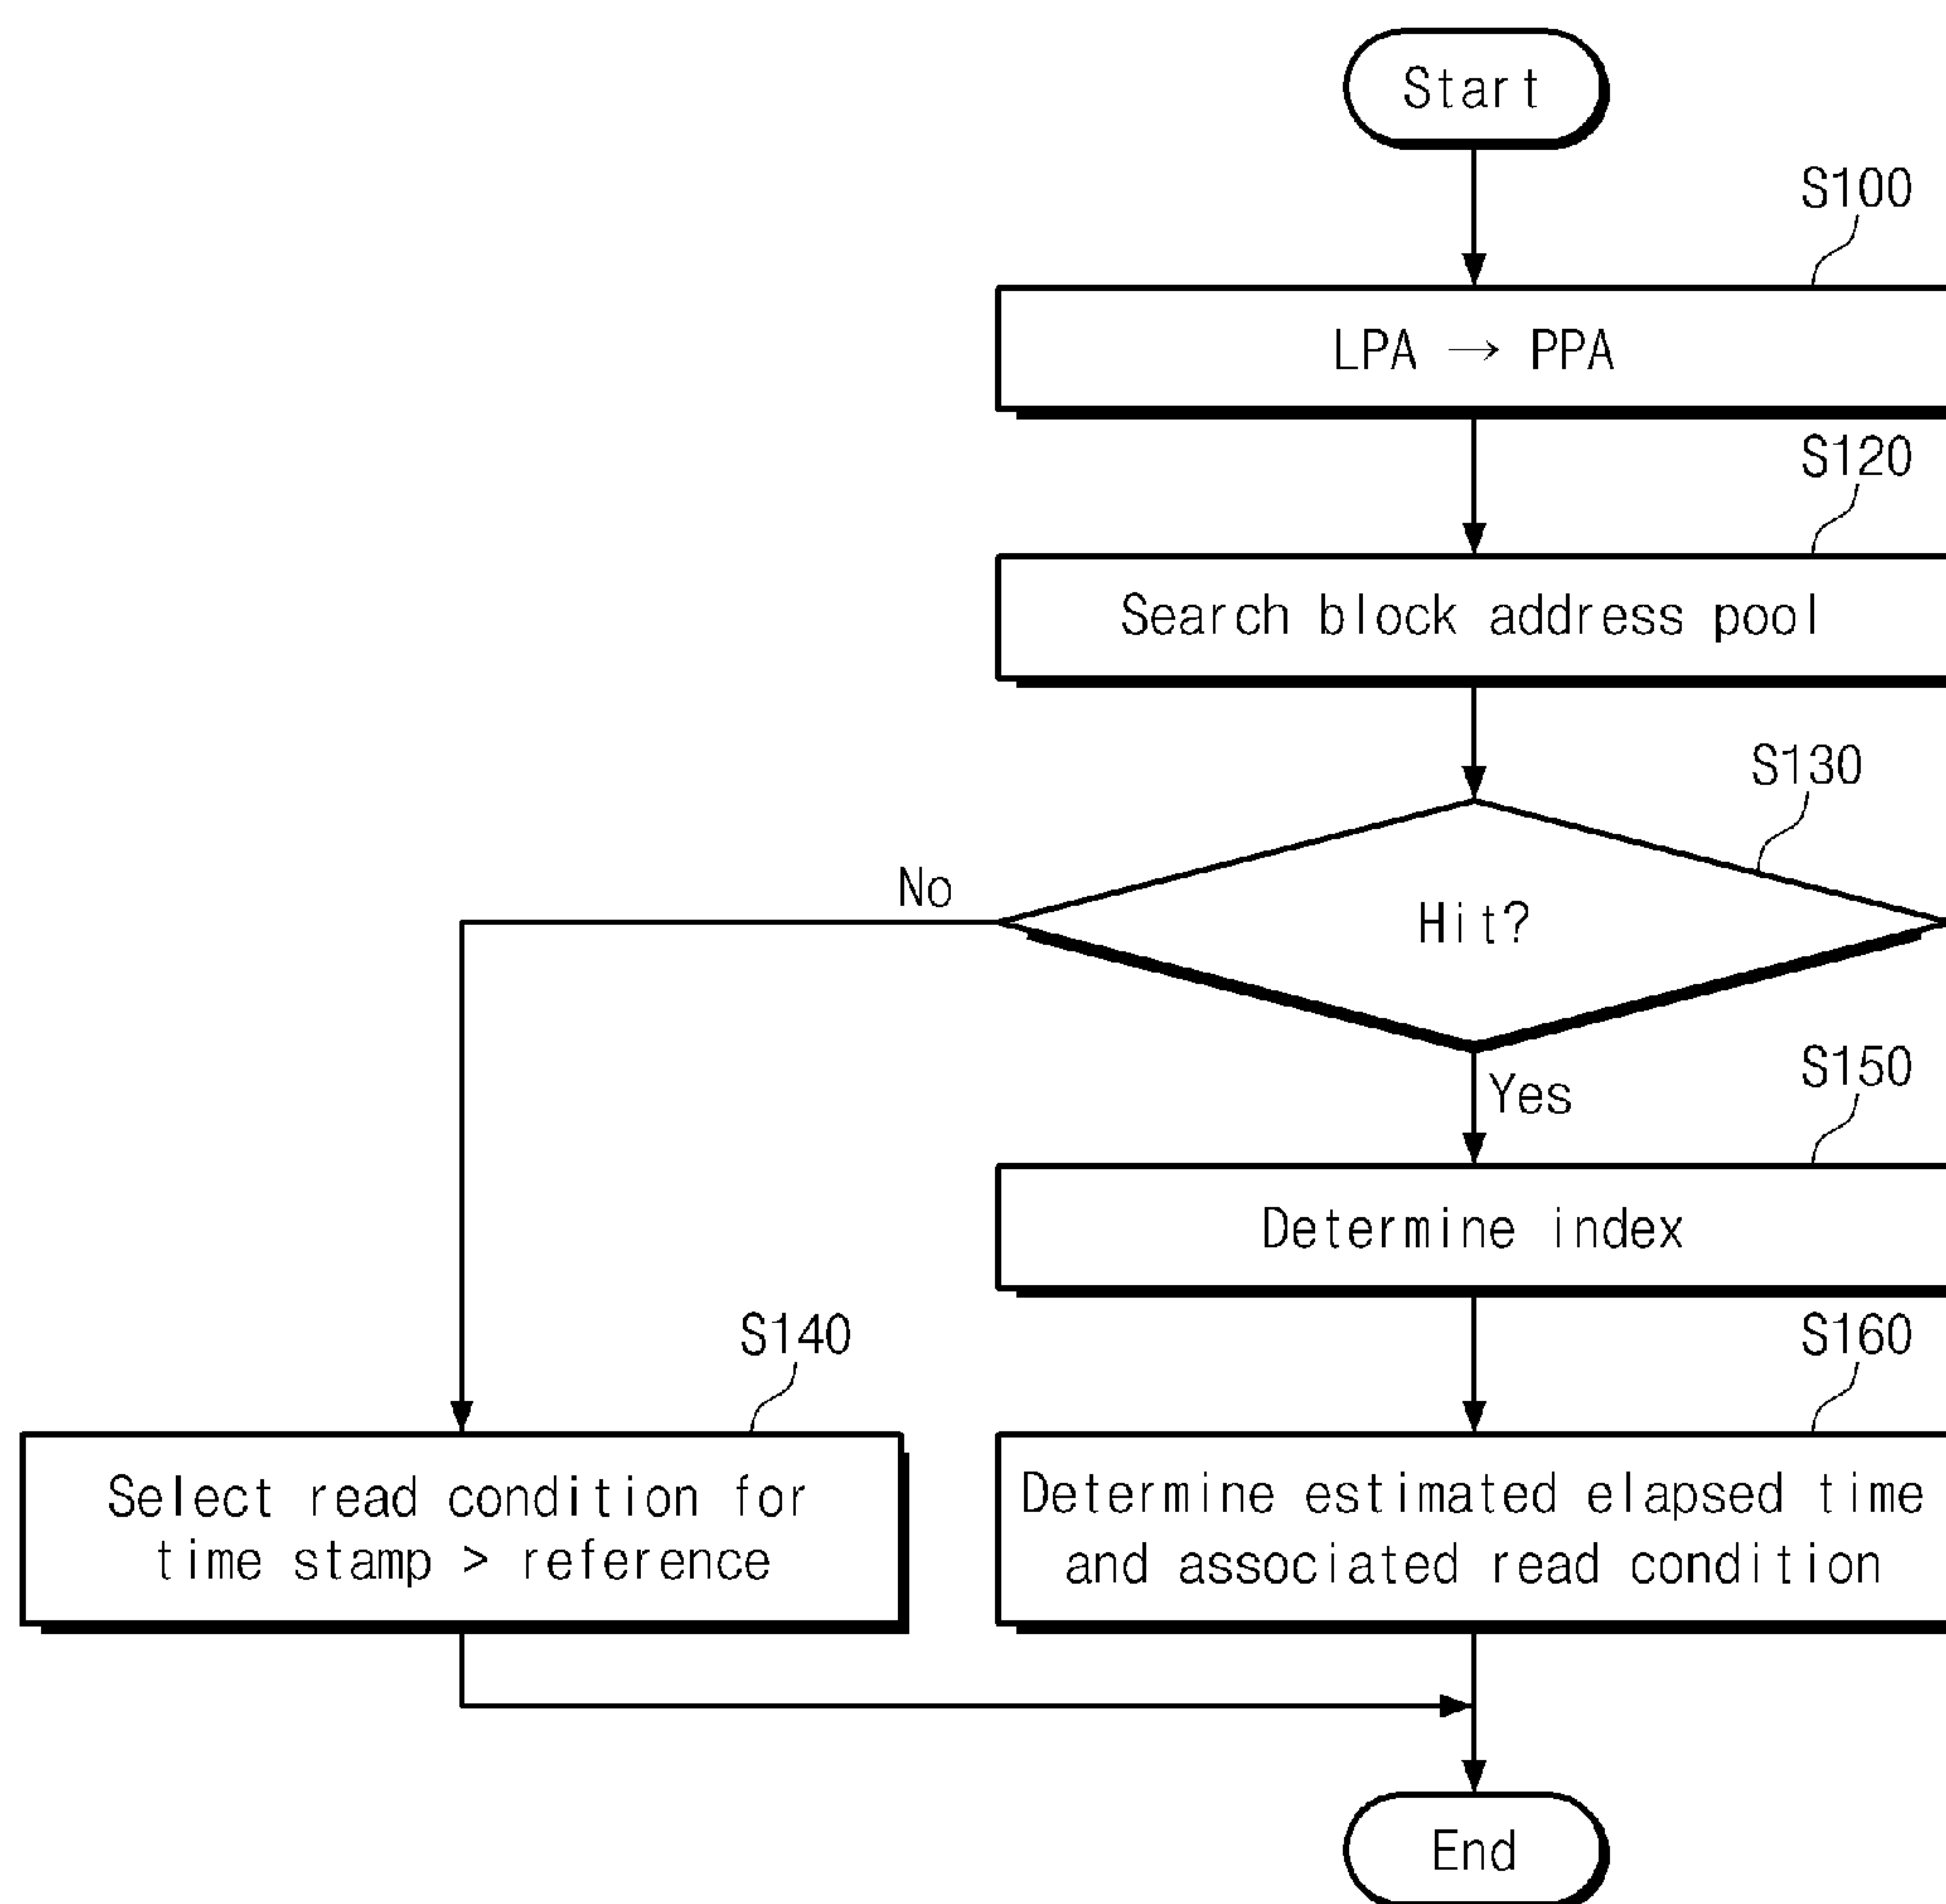 Start
S100
LPA → PPA
S120
Search block address pool
S130
Hit?
No
Yes
S150
Determine index
S140
Select read condition for
time stamp > reference
S160
Determine estimated elapsed time
and associated read condition
End